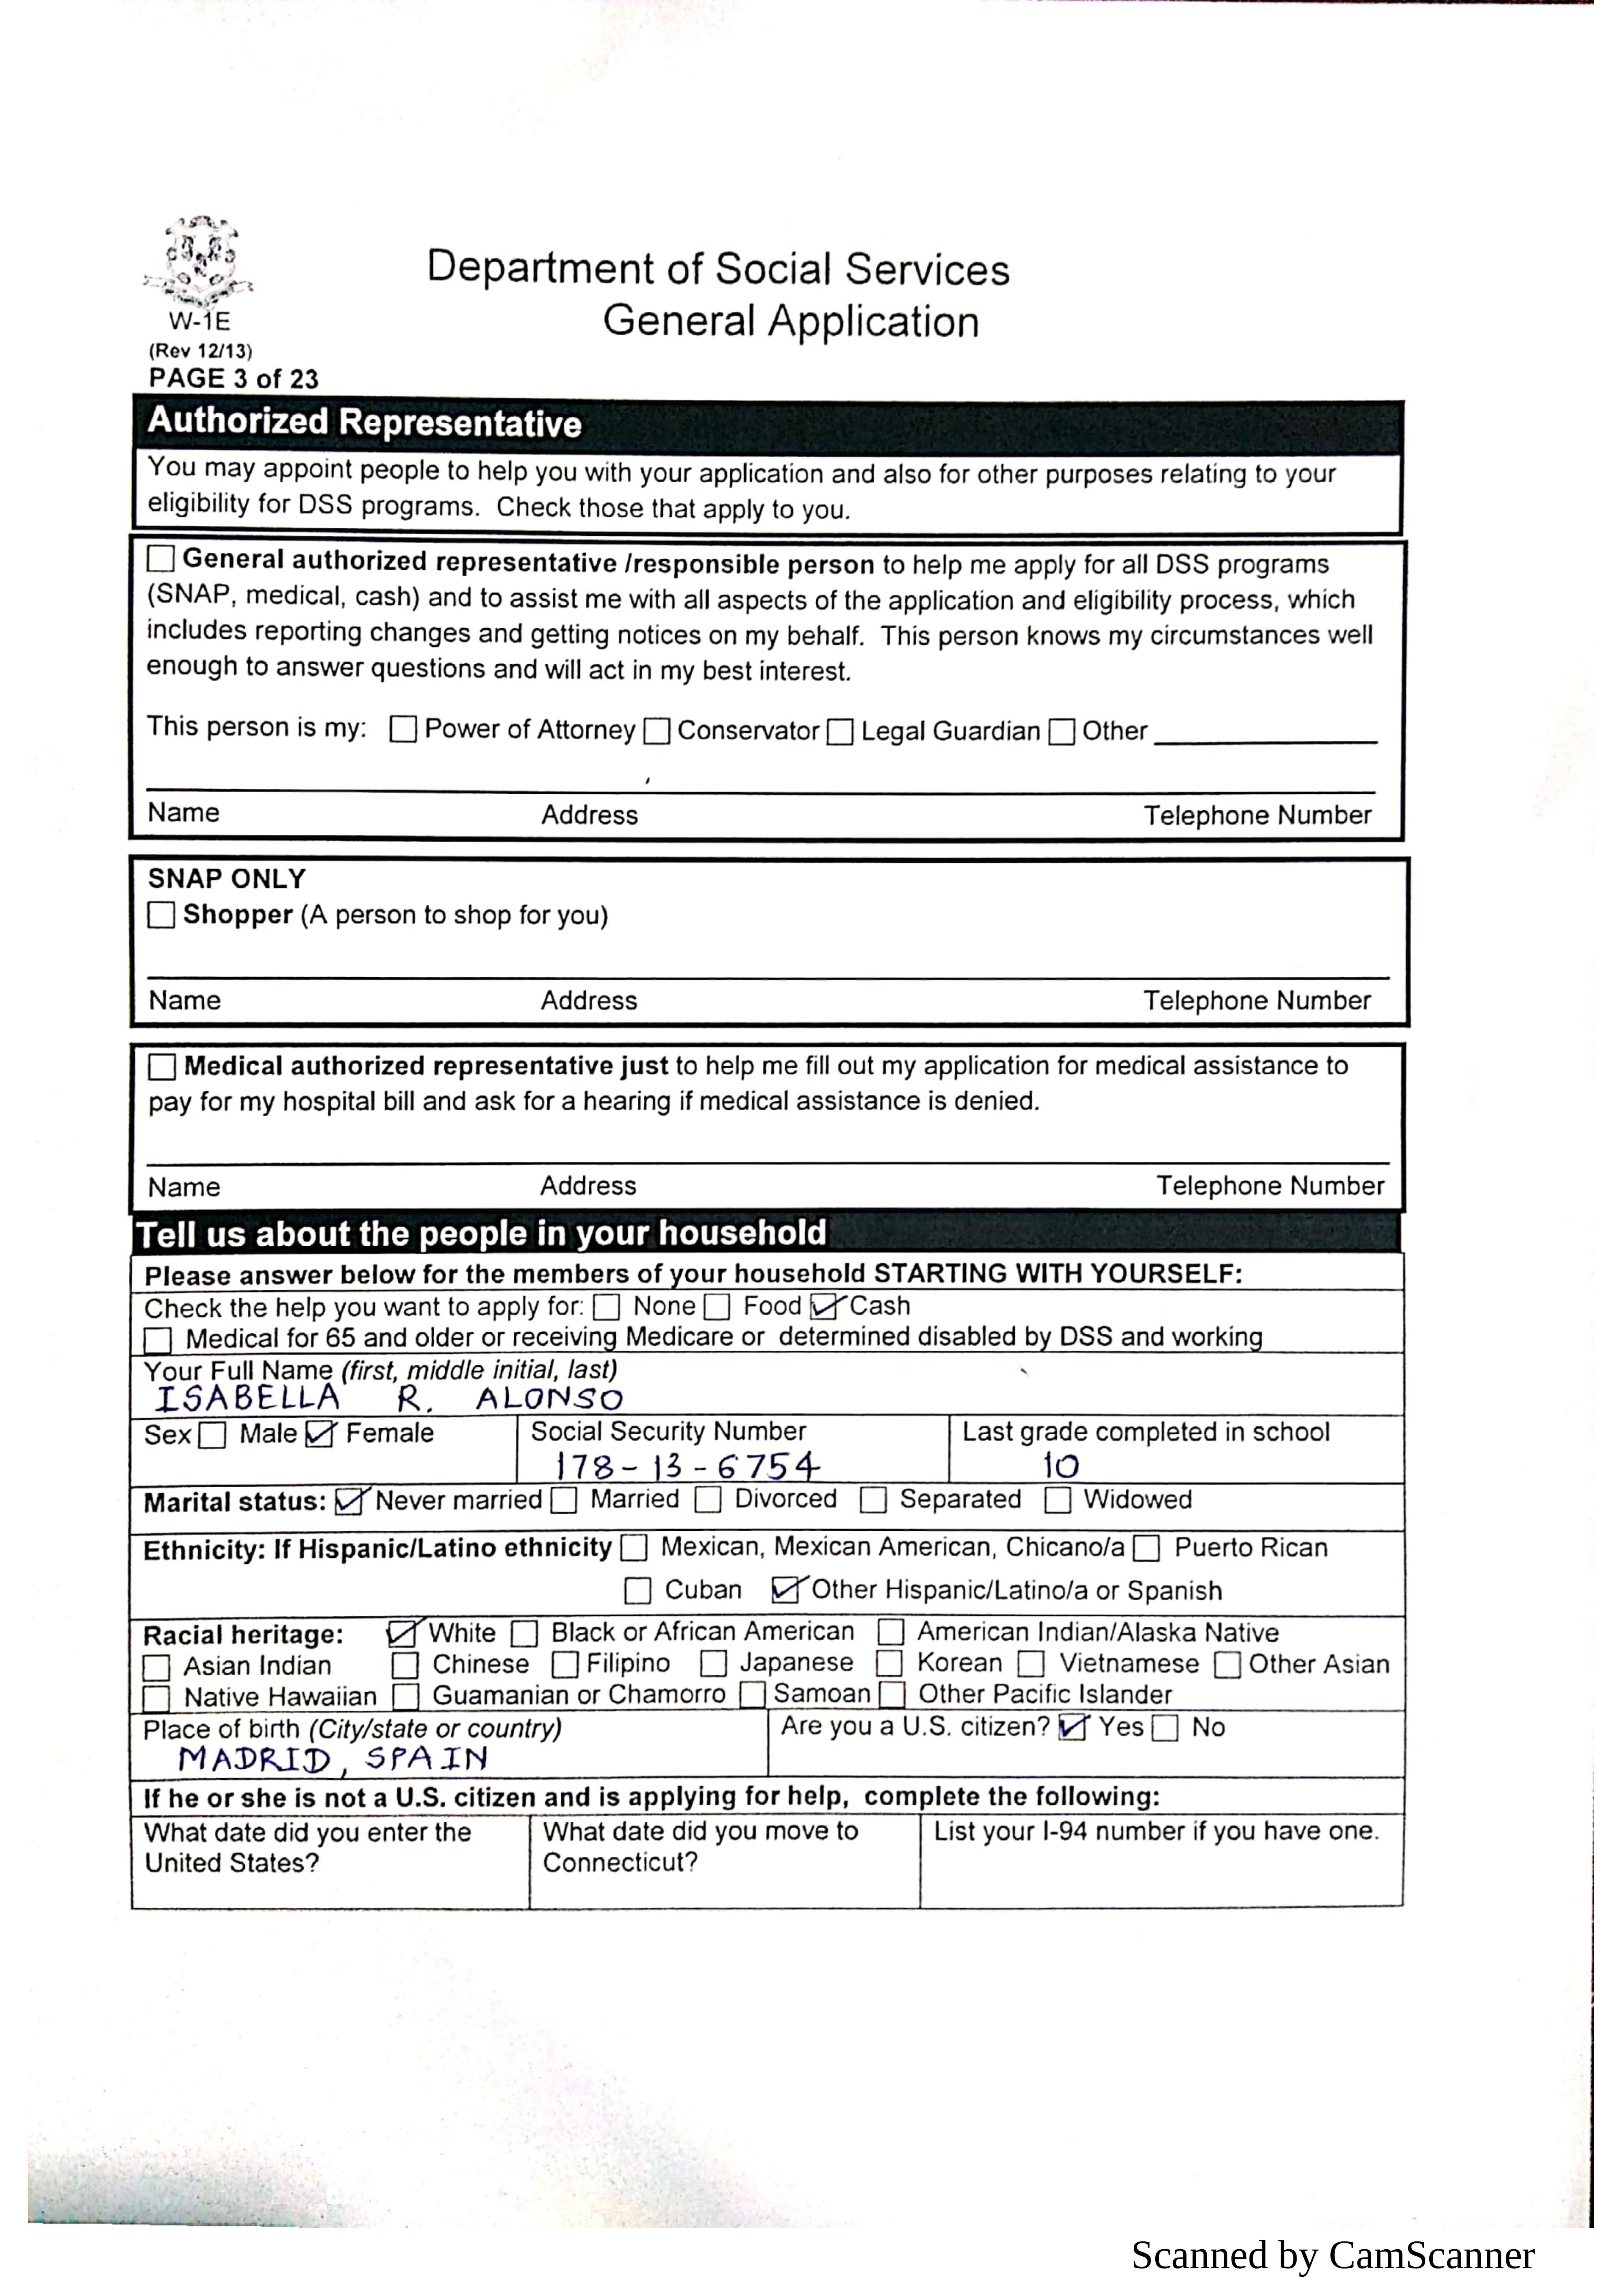 Department of Social Services
General Application
W-1E
(Rev 12/13)
PAGE 3 of 23
Authorized Representative
You may appoint people to help you with your application and also for other purposes relating to your
eligibility for DSS programs. Check those that apply to you.
General authorized representative /responsible person to help me apply for all DSS programs
(SNAP, medical, cash) and to assist me with all aspects of the application and eligibility process, which
includes reporting changes and getting notices on my behalf. This person knows my circumstances well
enough to answer questions and will act in my best interest.
This person is my: Power of Attorney Conservator Legal Guardian Other
Name Address Telephone Number
SNAP ONLY
Shopper (A person to shop for you)
Name Address Telephone Number
Medical authorized representative just to help me fill out my application for medical assistance to
pay for my hospital bill and ask for a hearing if medical assistance is denied.
Name Address Telephone Number
Tell us about the people in your household
Please answer below for the members of your household STARTING WITH YOURSELF:
Check the help you want to apply for: None Food Cash
Medical for 65 and older or receiving Medicare or determined disabled by DSS and working
Your Full Name (first, middle initial, last)
ISABELLA R. ALONSO
Sex Male Female Social Security Number Last grade completed in school
178-13-6754 10
Marital status: Never married Married Divorced Separated Widowed
Ethnicity: If Hispanic/Latino ethnicity Mexican, Mexican American, Chicano/a Puerto Rican
Cuban Other Hispanic/Latino/a or Spanish
Racial heritage: White Black or African American American Indian/Alaska Native
Asian Indian Chinese Filipino Japanese Korean Vietnamese Other Asian
Native Hawaiian Guamanian or Chamorro Samoan Other Pacific Islander
Place of birth (City/state or country) Are you a U.S. citizen? Yes No
MADRID, SPAIN
If he or she is not a U.S. citizen and is applying for help, complete the following:
What date did you enter the What date did you move to List your I-94 number if you have one.
United States? Connecticut?
Scanned by CamScanner